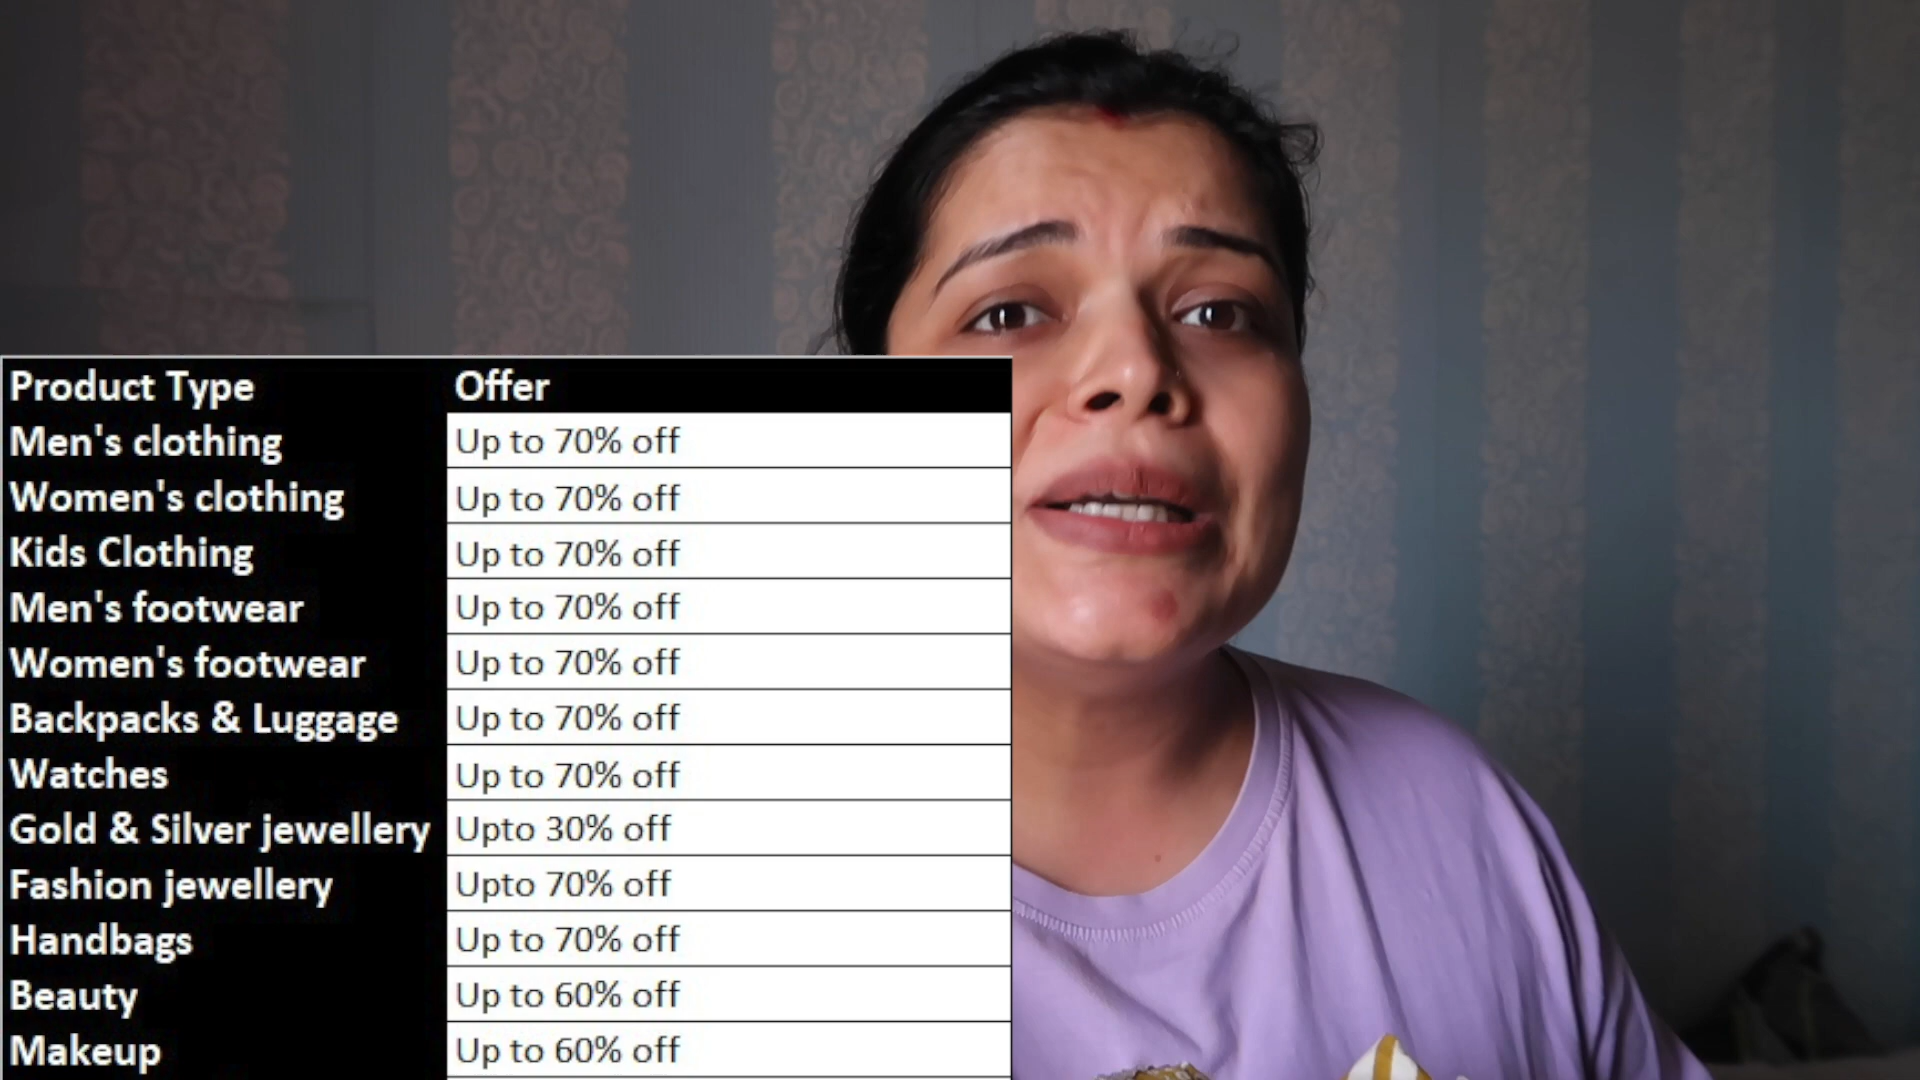 Product Type Offer
Men's clothing Up to 70% off
Women's clothing Up to 70% off
Kids Clothing Up to 70% off
Men's footwear Up to 70% off
Women's footwear Up to 70% off
Backpacks & Luggage Up to 70% off
Watches Up to 70% off
Gold & Silver jewellery Upto 30% off
Fashion jewellery Upto 70% off
Handbags Up to 70% off
Beauty Up to 60% off
Makeup Up to 60% off